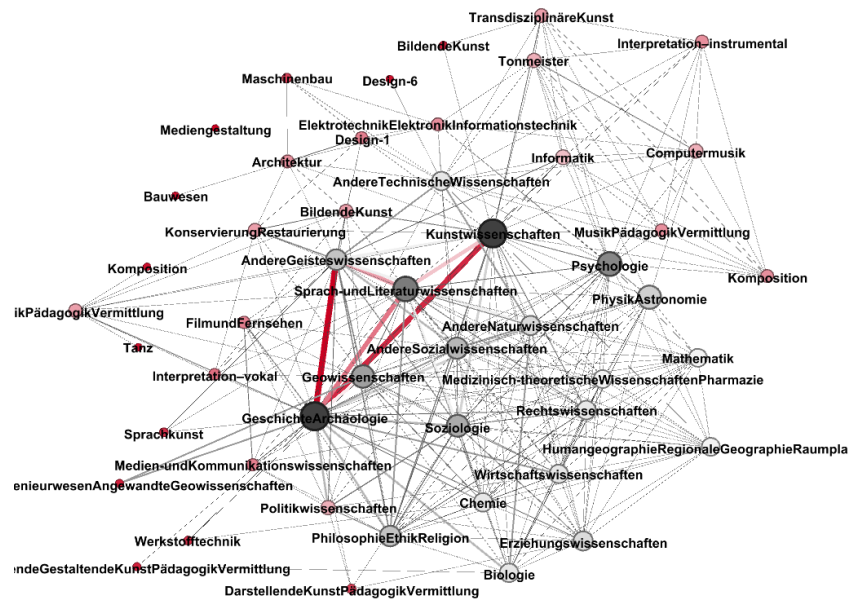 TransdisziplinäreKunst
BildendeKunst
Interpretation–instrumental
Tonmeister
Maschinenbau
Design-6
Mediengestaltung
ElektrotechnikElektronikInformationstechnik
Design-1
Architektur
Informatik
Computermusik
AndereTechnischeWissenschaften
Bauwesen
BildendeKunst
KonservierungRestaurierung
Kunstwissenschaften
MusikPädagogikVermittlung
AndereGeisteswissenschaften
Komposition
Psychologie
Komposition
Sprach-undLiteraturwissenschaften
PhysikAstronomie
ikPädagogikVermittlung
FilmundFernsehen
AndereNaturwissenschaften
Tanz
AndereSozialwissenschaften
Mathematik
Interpretation–vokal
Geowissenschaften
Medizinisch-theoretischeWissenschaftenPharmazie
GeschichteArchäologie
Rechtswissenschaften
Sprachkunst
Soziologie
HumangeographieRegionaleGeographieRaumpla
Medien-undKommunikationswissenschaften
Wirtschaftswissenschaften
enieurwesenAngewandteGeowissenschaften
Politikwissenschaften
Chemie
Werkstofftechnik
PhilosophieEthikReligion
Erziehungswissenschaften
endeGestaltendeKunstPädagogikVermittlung
Biologie
DarstellendeKunstPädagogikVermittlung